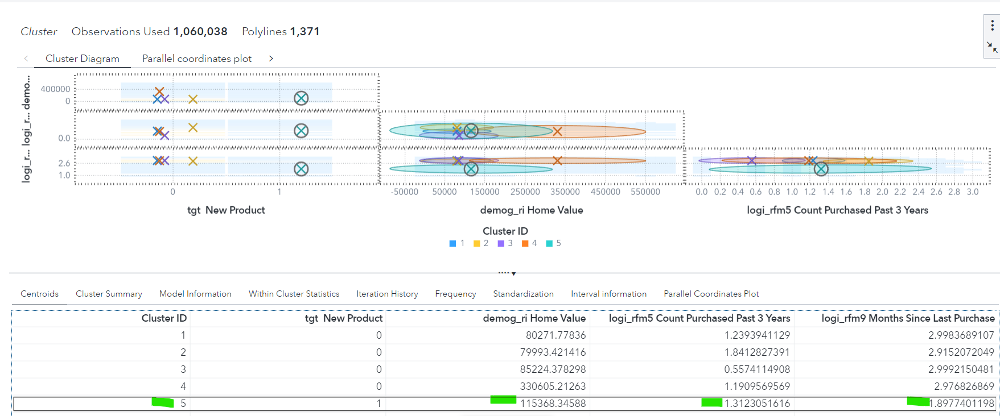 Cluster Observations Used 1,060,038 Polylines 1,371
Cluster Diagram Parallel coordinates plot
demo...
400000
0
logi_r...
0.0
logi_r...
2.6
1.0
0 1
-50000 50000 150000 250000 350000 450000 550000
0.0 0.2 0.4 0.6 0.8 1.0 1.2 1.4 1.6 1.8 2.0 2.2 2.4 2.6 2.8 3.0
tgt New Product
demog_ri Home Value
logi_rfm5 Count Purchased Past 3 Years
Cluster ID
1 2 3 4 5
Centroids Cluster Summary Model Information Within Cluster Statistics Iteration History Frequency Standardization Interval information Parallel Coordinates Plot
Cluster ID tgt New Product demog_ri Home Value logi_rfm5 Count Purchased Past 3 Years logi_rfm9 Months Since Last Purchase
1 0 80271.77836 1.2393941129 2.9983689107
2 0 79993.421416 1.8412827391 2.9152072049
3 0 85224.378298 0.5574114908 2.9992150481
4 0 330605.21263 1.1909569569 2.976826869
5 1 115368.34588 1.3123051616 1.8977401198